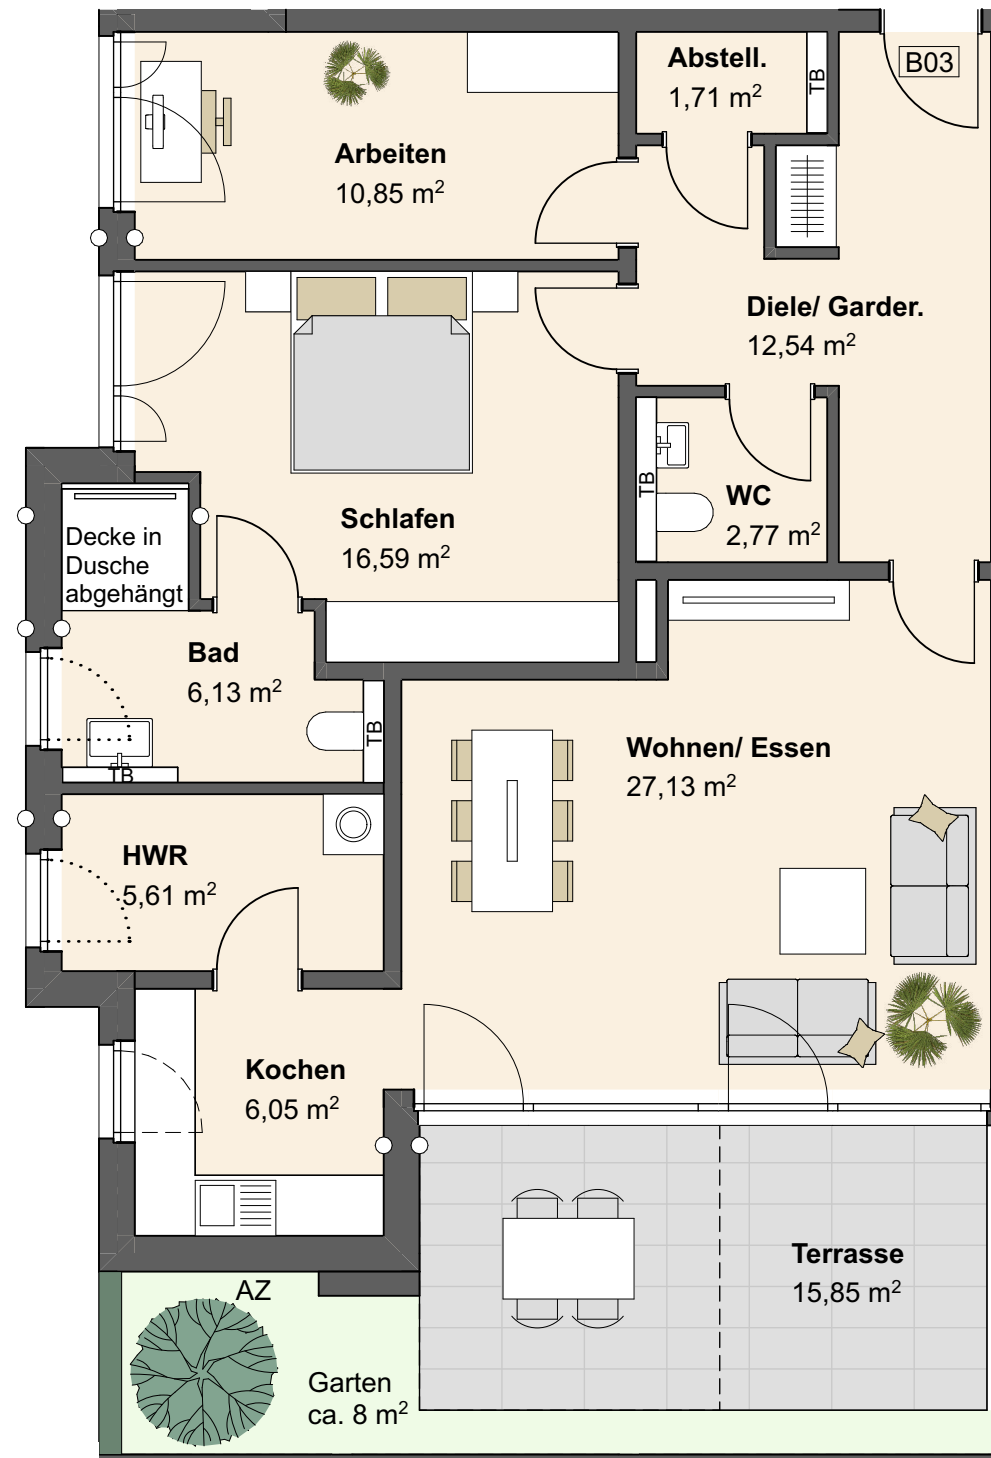 Abstell.
1,71 m²
TB
B03
Arbeiten
10,85 m²
Diele/ Garder.
12,54 m²
Schlafen
16,59 m²
TB
WC
2,77 m²
Decke in
Dusche
abgehängt
Bad
6,13 m²
TB
TB
Wohnen/ Essen
27,13 m²
HWR
5,61 m²
Kochen
6,05 m²
Terrasse
15,85 m²
AZ
Garten
ca. 8 m²